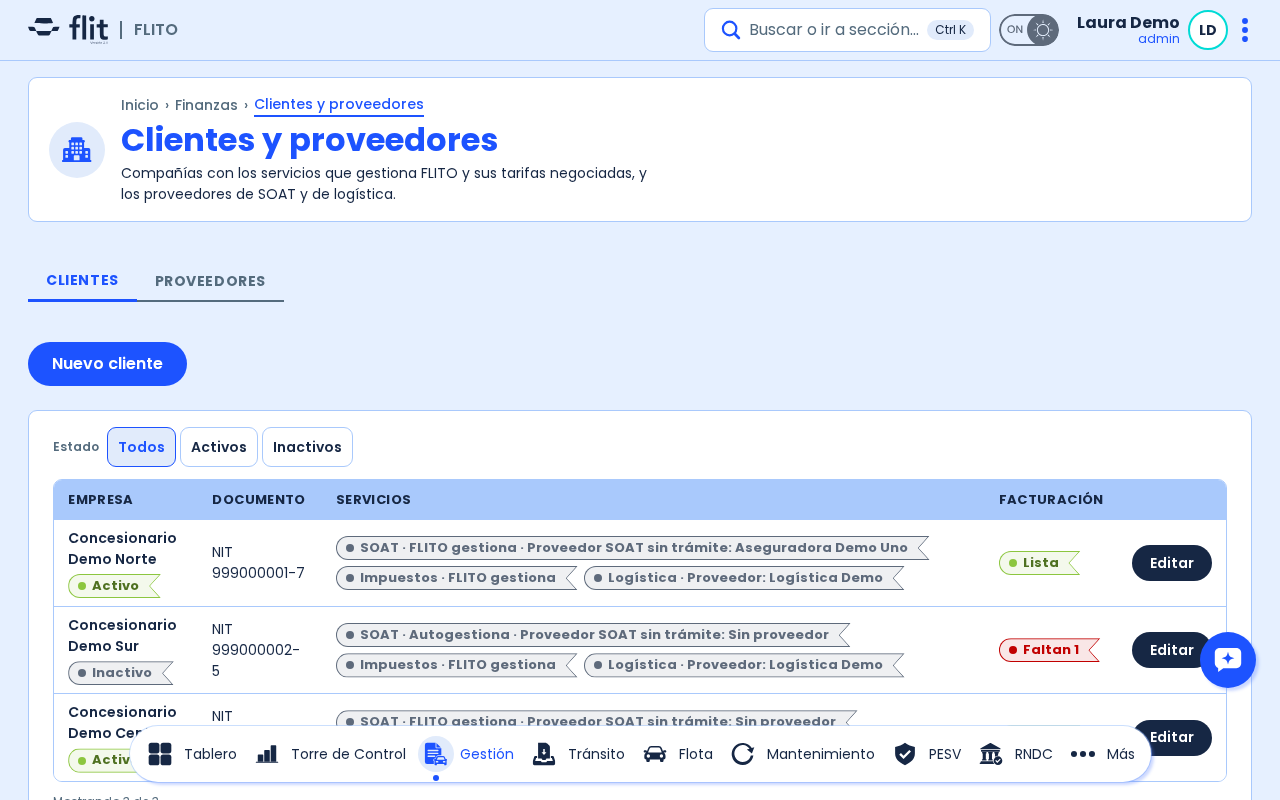 flit
FLITO
Buscar o ir a sección...
Ctrl K
ON
Laura Demo
admin
LD
Inicio › Finanzas › Clientes y proveedores
Clientes y proveedores
Compañías con los servicios que gestiona FLITO y sus tarifas negociadas, y
los proveedores de SOAT y de logística.
CLIENTES
PROVEEDORES
Nuevo cliente
Estado
Todos
Activos
Inactivos
EMPRESA
DOCUMENTO
SERVICIOS
FACTURACIÓN
Concesionario
Demo Norte
Activo
NIT
999000001-7
SOAT · FLITO gestiona · Proveedor SOAT sin trámite: Aseguradora Demo Uno
Impuestos · FLITO gestiona
Logística · Proveedor: Logística Demo
Lista
Editar
Concesionario
Demo Sur
Inactivo
NIT
999000002-
5
SOAT · Autogestiona · Proveedor SOAT sin trámite: Sin proveedor
Impuestos · FLITO gestiona
Logística · Proveedor: Logística Demo
Faltan 1
Editar
Concesionario
NIT
SOAT · FLITO gestiona · Proveedor SOAT sin trámite: Sin proveedor
Editar
Tablero
Torre de Control
Gestión
Tránsito
Flota
Mantenimiento
PESV
RNDC
Más